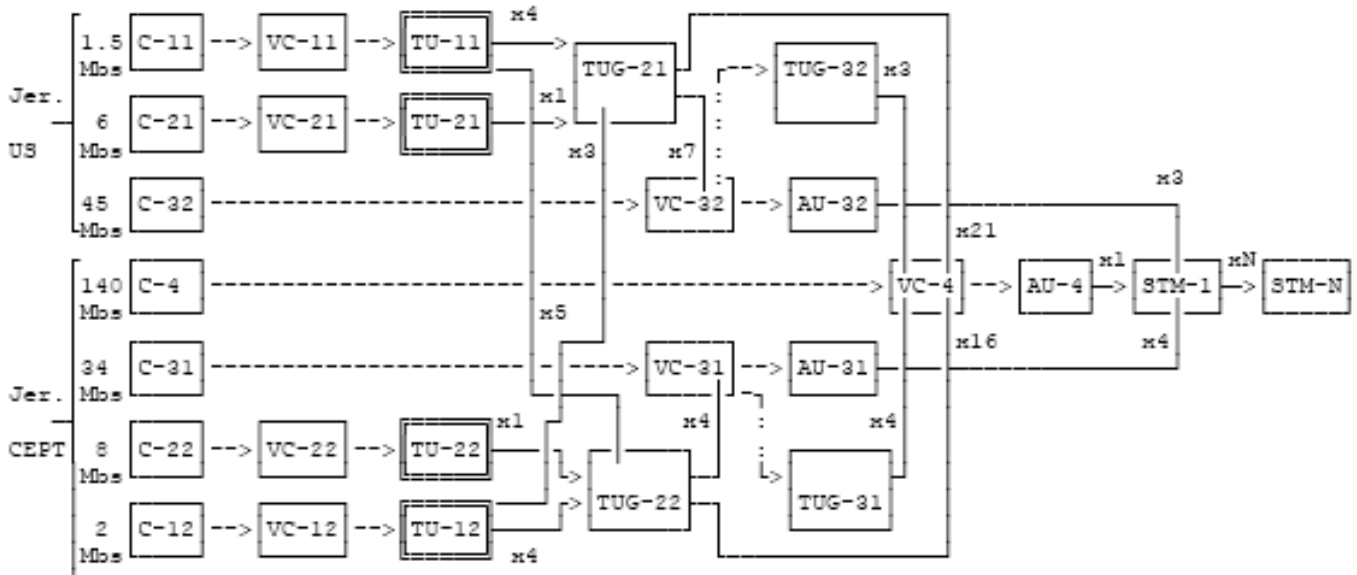 x4
1.5 C-11 VC-11 TU-11
Mbs TUG-21 TUG-32 x3
Jer. x1
6 C-21 VC-21 TU-21
US Mbs x3 x7
x3
45 C-32 VC-32 AU-32
Mbs x21
x1 xN
140 C-4 VC-4 AU-4 STM-1 STM-N
Mbs x5
x16 x4
34 C-31 VC-31 AU-31
Jer. Mbs
x1 x4 x4
CEPT 8 C-22 VC-22 TU-22
Mbs
TUG-22 TUG-31
2 C-12 VC-12 TU-12
Mbs x4